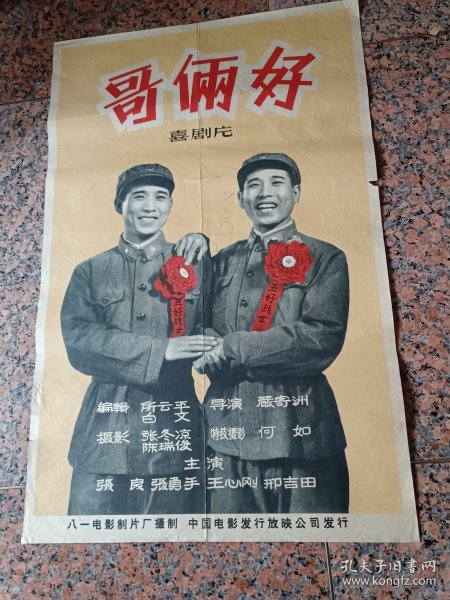 哥俩好
喜剧片
五好战士
五好战士
编辑 所云平 导演 严寄洲
白文
摄影 张冬凉 特技摄影 何如
陈瑞俊
主演
张良 张勇手 王心刚 邢吉田
八一电影制片厂摄制 中国电影发行放映公司发行
孔夫子旧书网
www.kongfz.com